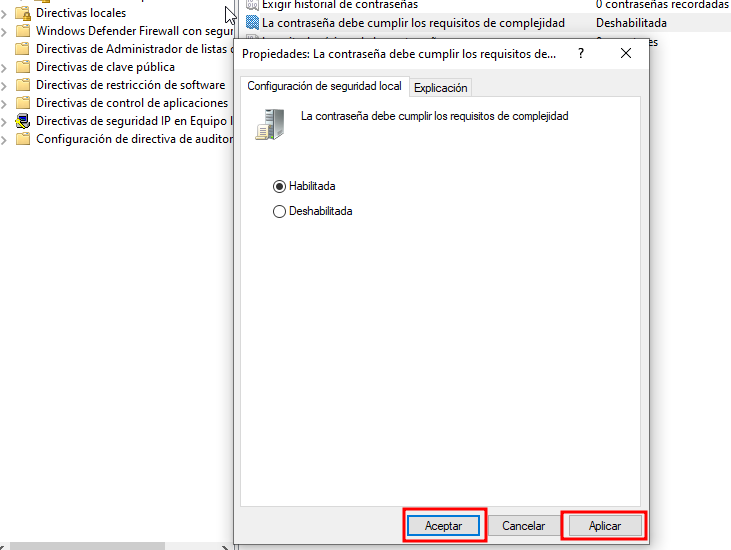 Directivas locales
Windows Defender Firewall con segur
Directivas de Administrador de listas d
Directivas de clave pública
Directivas de restricción de software
Directivas de control de aplicaciones
Directivas de seguridad IP en Equipo l
Configuración de directiva de auditor
Exigir historial de contraseñas 0 contraseñas recordadas
La contraseña debe cumplir los requisitos de complejidad Deshabilitada
Propiedades: La contraseña debe cumplir los requisitos de... ?
Configuración de seguridad local Explicación
La contraseña debe cumplir los requisitos de complejidad
Habilitada
Deshabilitada
Aceptar Cancelar Aplicar